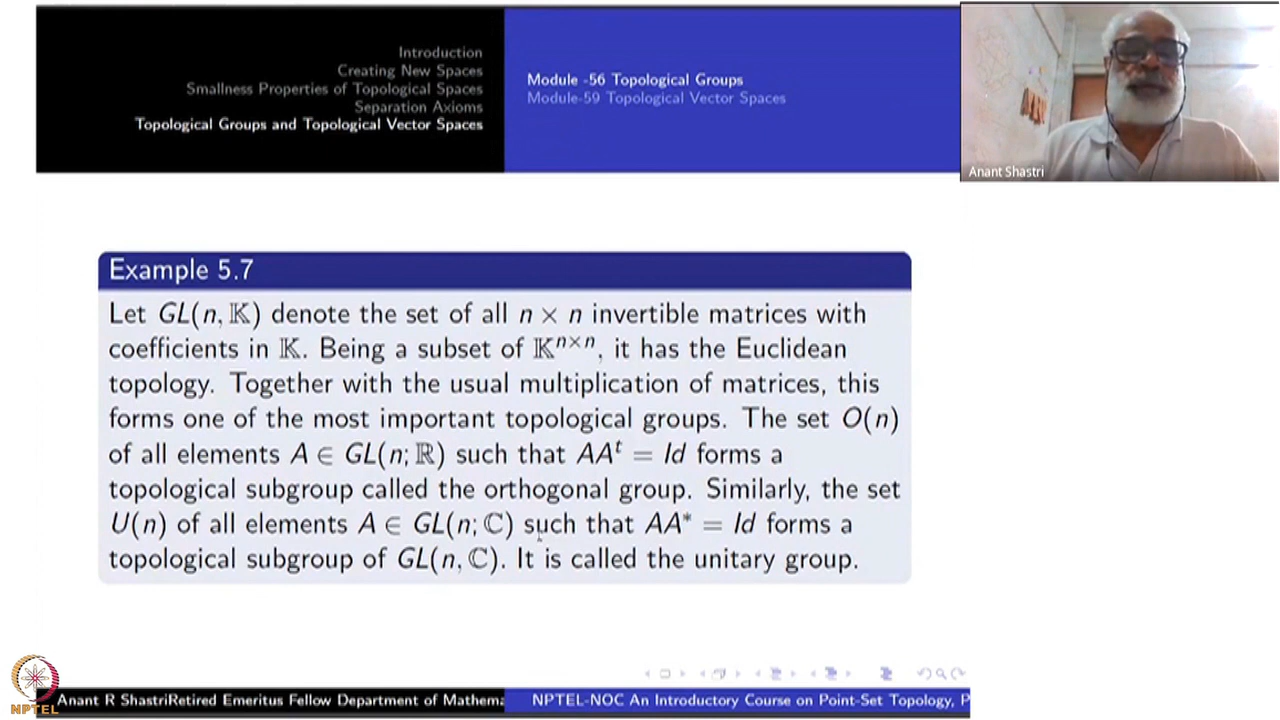 Introduction
Creating New Spaces
Smallness Properties of Topological Spaces
Separation Axioms
Topological Groups and Topological Vector Spaces
Module -56 Topological Groups
Module-59 Topological Vector Spaces
Anant Shastri
Example 5.7
Let GL(n, 𝕂) denote the set of all n × n invertible matrices with
coefficients in 𝕂. Being a subset of 𝕂ⁿˣⁿ, it has the Euclidean
topology. Together with the usual multiplication of matrices, this
forms one of the most important topological groups. The set O(n)
of all elements A ∈ GL(n; ℝ) such that AAᵗ = Id forms a
topological subgroup called the orthogonal group. Similarly, the set
U(n) of all elements A ∈ GL(n; ℂ) such that AA* = Id forms a
topological subgroup of GL(n, ℂ). It is called the unitary group.
NPTEL
Anant R ShastriRetired Emeritus Fellow Department of Mathema
NPTEL-NOC An Introductory Course on Point-Set Topology, P